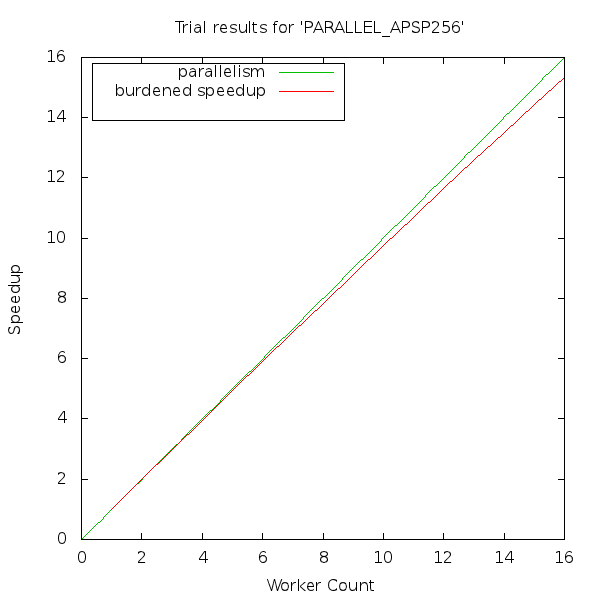 Trial results for 'PARALLEL_APSP256'
16
14
12
10
8
6
4
2
0
parallelism
burdened speedup
Speedup
0 2 4 6 8 10 12 14 16
Worker Count